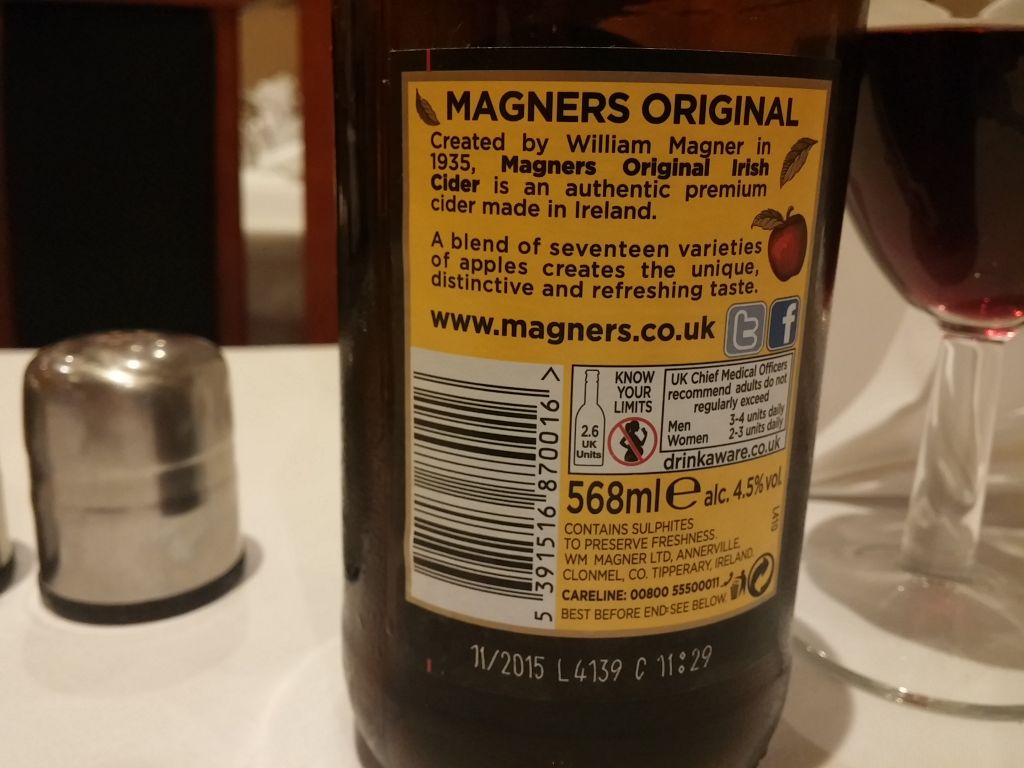 MAGNERS ORIGINAL
Created by William Magner in
1935, Magners Original Irish
Cider is an authentic premium
cider made in Ireland.
A blend of seventeen varieties
of apples creates the unique,
distinctive and refreshing taste.
www.magners.co.uk
t f
KNOW
YOUR
LIMITS
2.6
UK
Units
UK Chief Medical Officers
recommend adults do not
regularly exceed
Men 3-4 units daily
Women 2-3 units daily
drinkaware.co.uk
568ml e alc. 4.5% vol.
CONTAINS SULPHITES
TO PRESERVE FRESHNESS.
WM MAGNER LTD, ANNERVILLE,
CLONMEL, CO. TIPPERARY, IRELAND.
CARELINE: 00800 55500011
BEST BEFORE END:SEE BELOW.
5 391516 870016 >
11/2015 L4139 C 11:29